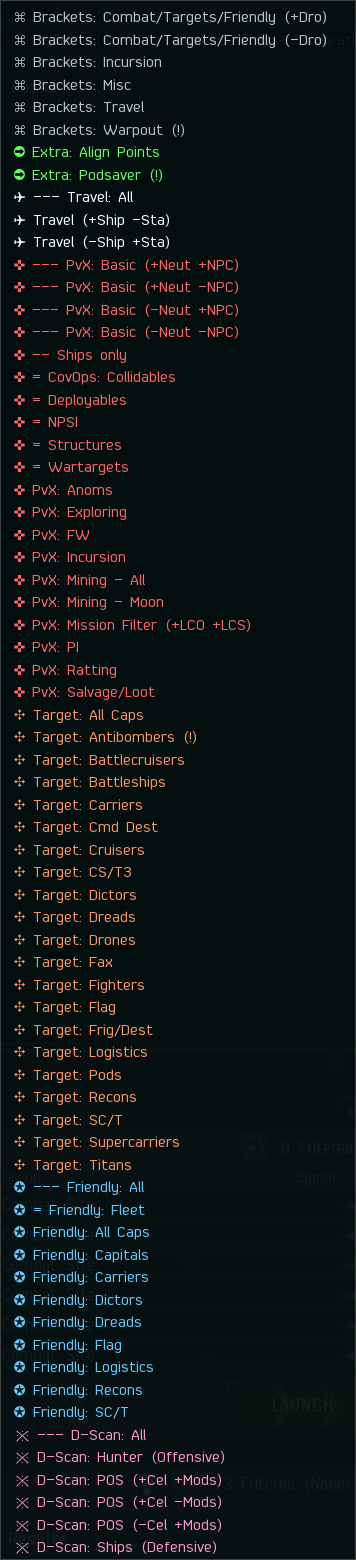 ⌘ Brackets: Combat/Targets/Friendly (+Dro)
⌘ Brackets: Combat/Targets/Friendly (−Dro)
⌘ Brackets: Incursion
⌘ Brackets: Misc
⌘ Brackets: Travel
⌘ Brackets: Warpout (!)
➲ Extra: Align Points
➲ Extra: Podsaver (!)
✈ −−− Travel: All
✈ Travel (+Ship −Sta)
✈ Travel (−Ship +Sta)
✜ −−− PvX: Basic (+Neut +NPC)
✜ −−− PvX: Basic (+Neut −NPC)
✜ −−− PvX: Basic (−Neut +NPC)
✜ −−− PvX: Basic (−Neut −NPC)
✜ −− Ships only
✜ = CovOps: Collidables
✜ = Deployables
✜ = NPSI
✜ = Structures
✜ = Wartargets
✜ PvX: Anoms
✜ PvX: Exploring
✜ PvX: FW
✜ PvX: Incursion
✜ PvX: Mining − All
✜ PvX: Mining − Moon
✜ PvX: Mission Filter (+LCO +LCS)
✜ PvX: PI
✜ PvX: Ratting
✜ PvX: Salvage/Loot
✣ Target: All Caps
✣ Target: Antibombers (!)
✣ Target: Battlecruisers
✣ Target: Battleships
✣ Target: Carriers
✣ Target: Cmd Dest
✣ Target: Cruisers
✣ Target: CS/T3
✣ Target: Dictors
✣ Target: Dreads
✣ Target: Drones
✣ Target: Fax
✣ Target: Fighters
✣ Target: Flag
✣ Target: Frig/Dest
✣ Target: Logistics
✣ Target: Pods
✣ Target: Recons
✣ Target: SC/T
✣ Target: Supercarriers
✣ Target: Titans
✪ −−− Friendly: All
✪ = Friendly: Fleet
✪ Friendly: All Caps
✪ Friendly: Capitals
✪ Friendly: Carriers
✪ Friendly: Dictors
✪ Friendly: Dreads
✪ Friendly: Flag
✪ Friendly: Logistics
✪ Friendly: Recons
✪ Friendly: SC/T
※ −−− D−Scan: All
※ D−Scan: Hunter (Offensive)
※ D−Scan: POS (+Cel +Mods)
※ D−Scan: POS (+Cel −Mods)
※ D−Scan: POS (−Cel +Mods)
※ D−Scan: Ships (Defensive)
0 Filtered
Signal
LAUNCH
3 Filtered (None)